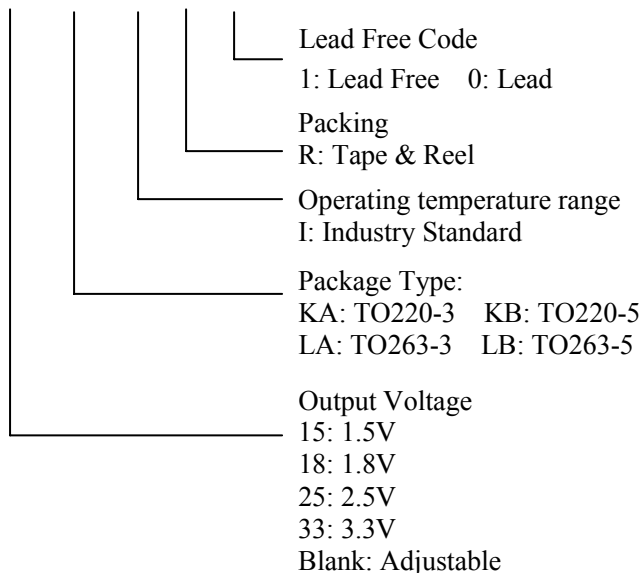 Lead Free Code
1: Lead Free 0: Lead
Packing
R: Tape & Reel
Operating temperature range
I: Industry Standard
Package Type:
KA: TO220-3 KB: TO220-5
LA: TO263-3 LB: TO263-5
Output Voltage
15: 1.5V
18: 1.8V
25: 2.5V
33: 3.3V
Blank: Adjustable